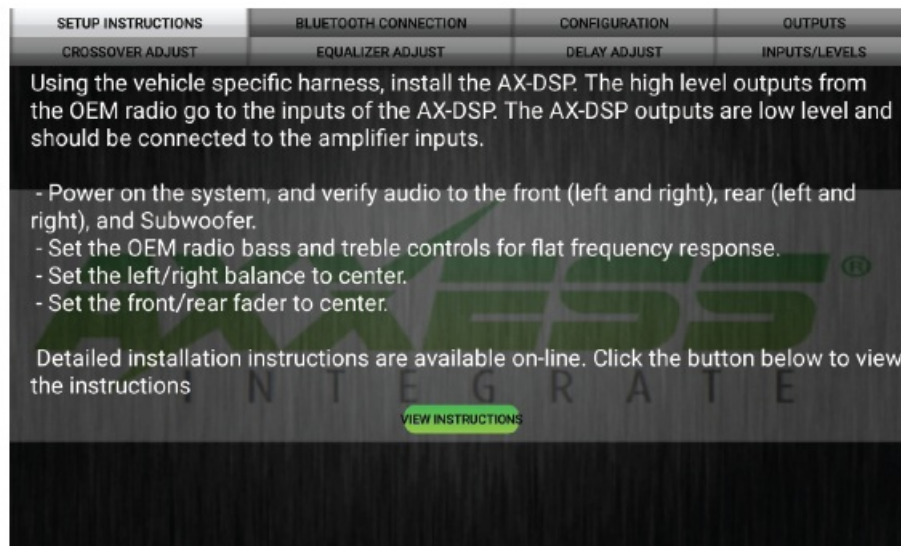 SETUP INSTRUCTIONS BLUETOOTH CONNECTION CONFIGURATION OUTPUTS
CROSSOVER ADJUST EQUALIZER ADJUST DELAY ADJUST INPUTS/LEVELS
Using the vehicle specific harness, install the AX-DSP. The high level outputs from
the OEM radio go to the inputs of the AX-DSP. The AX-DSP outputs are low level and
should be connected to the amplifier inputs.
- Power on the system, and verify audio to the front (left and right), rear (left and
right), and Subwoofer.
- Set the OEM radio bass and treble controls for flat frequency response.
- Set the left/right balance to center.
- Set the front/rear fader to center.
AXXESS ®
Detailed installation instructions are available on-line. Click the button below to view
the instructions
INTEGRATE
VIEW INSTRUCTIONS